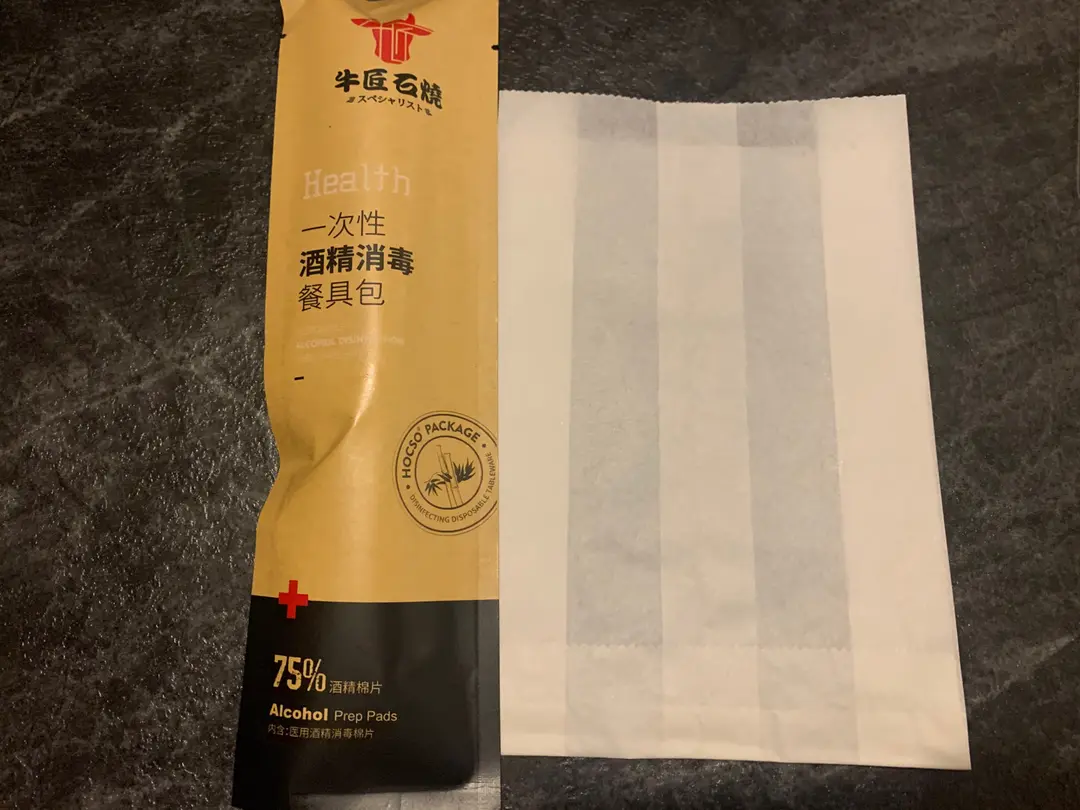 牛匠石燒
スペシャリスト
Health
一次性
酒精消毒
餐具包
HOCSO® PACKAGE
DISINFECTING DISPOSABLE TABLEWARE
75% 酒精棉片
Alcohol Prep Pads
内含:医用酒精消毒棉片